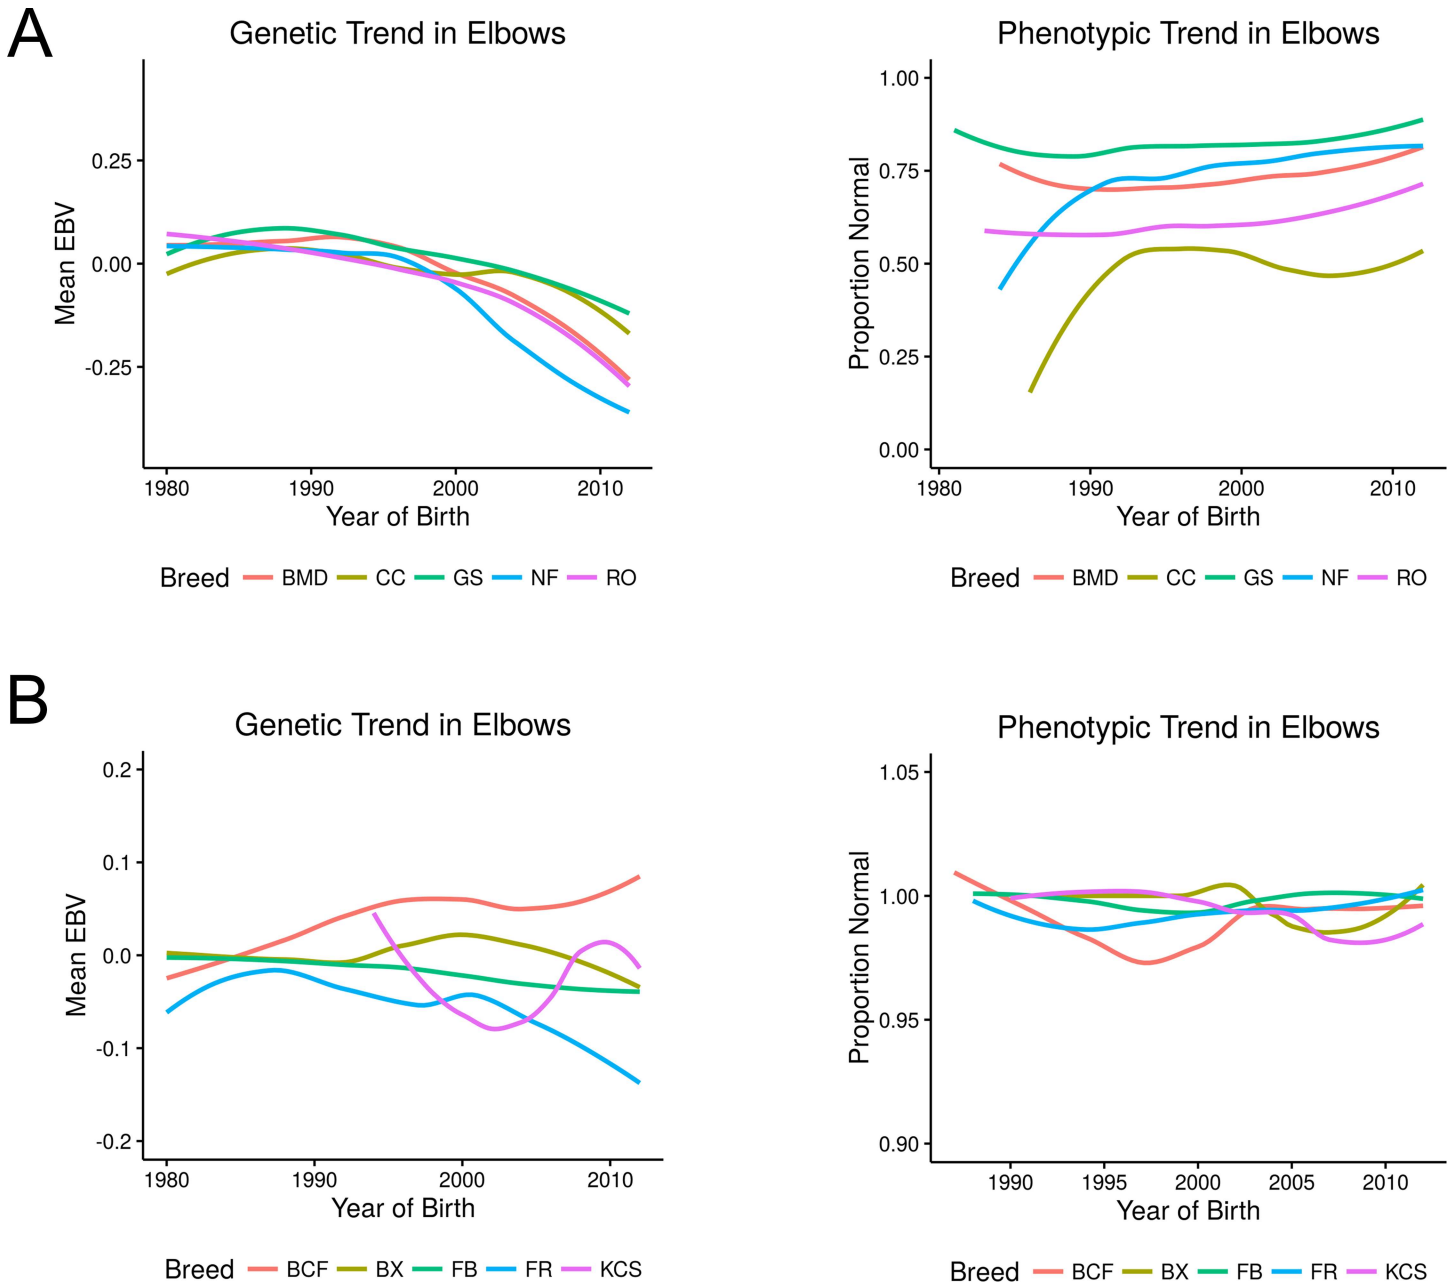 A
Genetic Trend in Elbows
Mean EBV
0.25
0.00
-0.25
1980 1990 2000 2010
Year of Birth
Breed BMD CC GS NF RO
Phenotypic Trend in Elbows
Proportion Normal
1.00
0.75
0.50
0.25
0.00
1980 1990 2000 2010
Year of Birth
Breed BMD CC GS NF RO
B
Genetic Trend in Elbows
Mean EBV
0.2
0.1
0.0
-0.1
-0.2
1980 1990 2000 2010
Year of Birth
Breed BCF BX FB FR KCS
Phenotypic Trend in Elbows
Proportion Normal
1.05
1.00
0.95
0.90
1990 1995 2000 2005 2010
Year of Birth
Breed BCF BX FB FR KCS